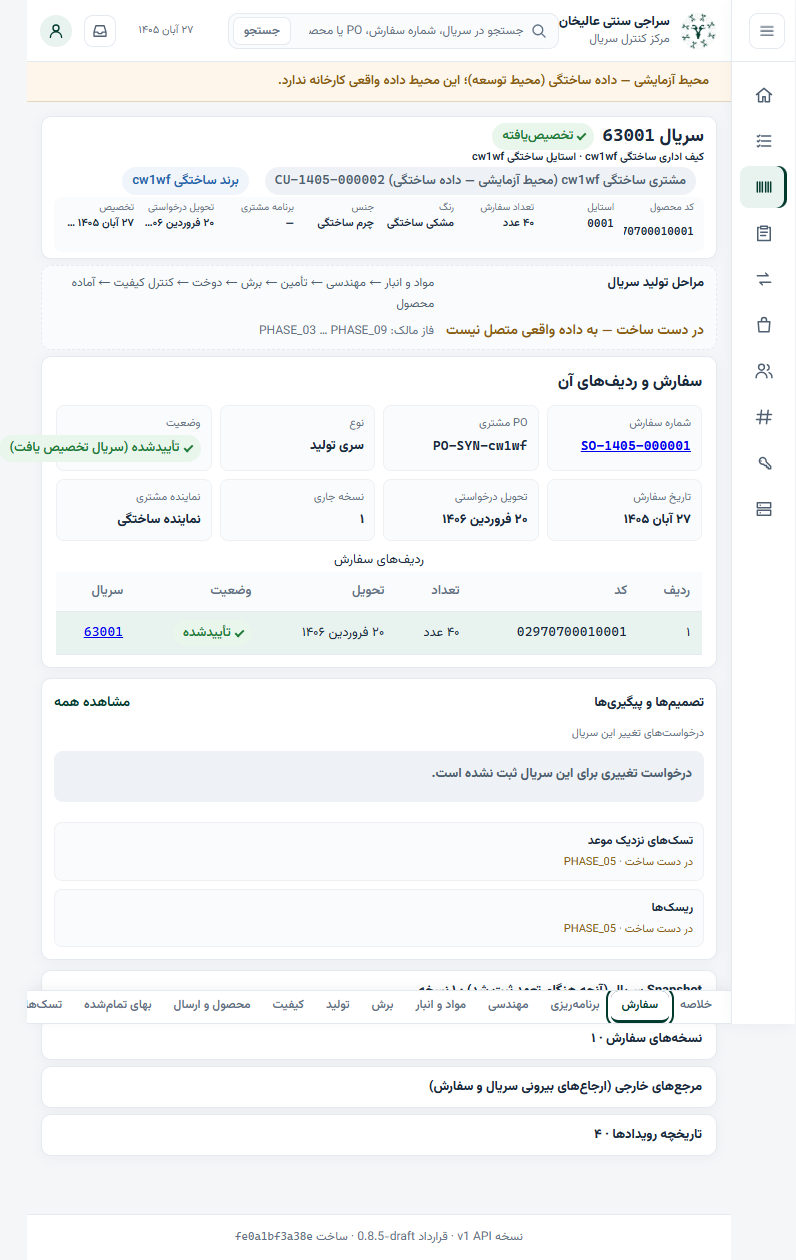 سراجی سنتی عالیخان
مرکز کنترل سریال
جستجو در سریال، شماره سفارش، PO یا محص
جستجو
۲۷ آبان ۱۴۰۵
محیط آزمایشی — داده ساختگی (محیط توسعه)؛ این محیط داده واقعی کارخانه ندارد.
سریال 63001 ✓ تخصیص‌یافته
کیف اداری ساختگی cw1wf · استایل ساختگی cw1wf
مشتری ساختگی cw1wf (محیط آزمایشی — داده ساختگی) CU-1405-000002 برند ساختگی cw1wf
کد محصول استایل تعداد سفارش رنگ جنس برنامه مشتری تحویل درخواستی تخصیص
70700010001 0001 ۴۰ عدد مشکی ساختگی چرم ساختگی — ۲۰ فروردین ۰۶… ۲۷ آبان ۱۴۰۵ …
مراحل تولید سریال
مواد و انبار ← مهندسی ← تأمین ← برش ← دوخت ← کنترل کیفیت ← آماده
محصول
در دست ساخت — به داده واقعی متصل نیست فاز مالک: PHASE_03 … PHASE_09
سفارش و ردیف‌های آن
شماره سفارش PO مشتری نوع وضعیت
SO-1405-000001 PO-SYN-cw1wf سری تولید ✓ تأییدشده (سریال تخصیص یافت)
تاریخ سفارش تحویل درخواستی نسخه جاری نماینده مشتری
۲۷ آبان ۱۴۰۵ ۲۰ فروردین ۱۴۰۶ ۱ نماینده ساختگی
ردیف‌های سفارش
ردیف کد تعداد تحویل وضعیت سریال
۱ 02970700010001 ۴۰ عدد ۲۰ فروردین ۱۴۰۶ ✓ تأییدشده 63001
تصمیم‌ها و پیگیری‌ها مشاهده همه
درخواست‌های تغییر این سریال
درخواست تغییری برای این سریال ثبت نشده است.
تسک‌های نزدیک موعد
در دست ساخت · PHASE_05
ریسک‌ها
در دست ساخت · PHASE_05
خلاصه سفارش برنامه‌ریزی مهندسی مواد و انبار برش تولید کیفیت محصول و ارسال بهای تمام‌شده تسک‌ها
نسخه‌های سفارش · ۱
مرجع‌های خارجی (ارجاع‌های بیرونی سریال و سفارش)
تاریخچه رویدادها · ۴
نسخه API v1 · قرارداد 0.8.5-draft · ساخت fe0a1bf3a38e